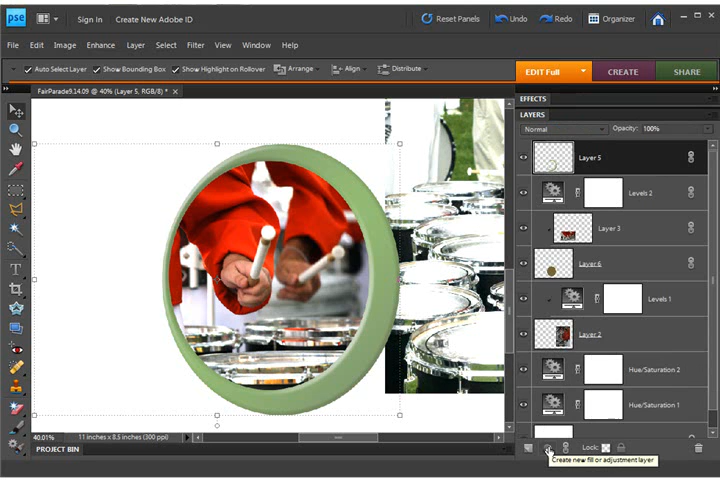 pse Sign In Create New Adobe ID Reset Panels Undo Redo Organizer
File Edit Image Enhance Layer Select Filter View Window Help
Auto Select Layer Show Bounding Box Show Highlight on Rollover Arrange Align Distribute EDIT Full CREATE SHARE
FairParade9.14.09 @ 40% (Layer 5, RGB/8) * ×
EFFECTS
LAYERS
Normal Opacity: 100%
Layer 5
Levels 2
Layer 3
Layer 6
Levels 1
Layer 2
Hue/Saturation 2
Hue/Saturation 1
40.01% 11 inches x 8.5 inches (300 ppi)
Lock:
PROJECT BIN
Create new fill or adjustment layer